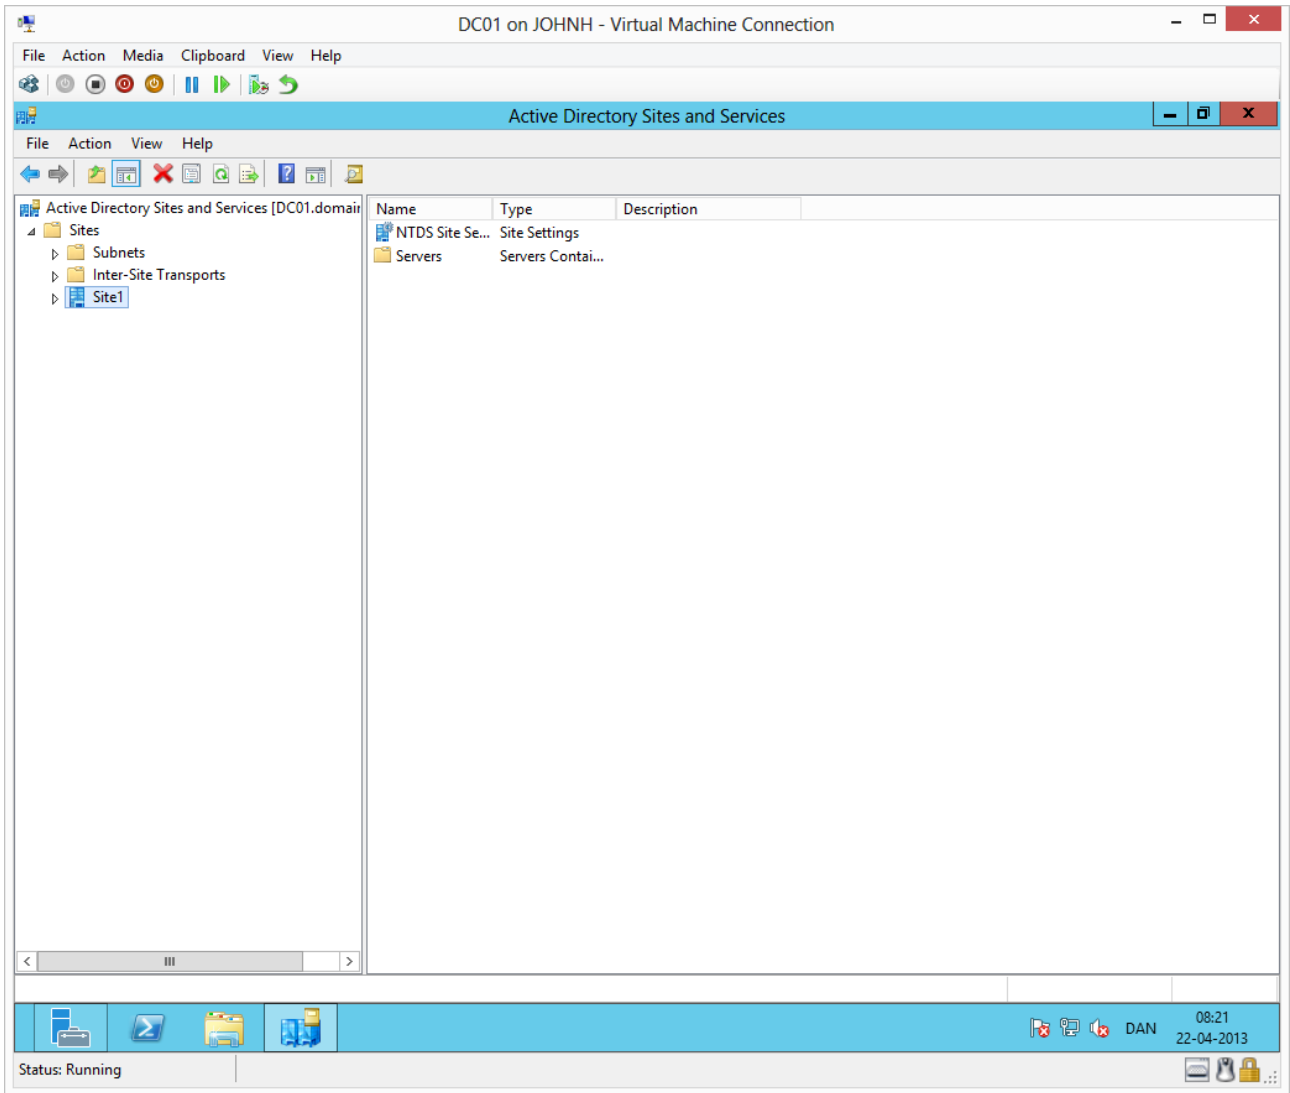 DC01 on JOHNH - Virtual Machine Connection
File Action Media Clipboard View Help
Active Directory Sites and Services
File Action View Help
Active Directory Sites and Services [DC01.domair
Name Type Description
Sites
NTDS Site Se... Site Settings
Subnets
Servers Servers Contai...
Inter-Site Transports
Site1
DAN
08:21
22-04-2013
Status: Running